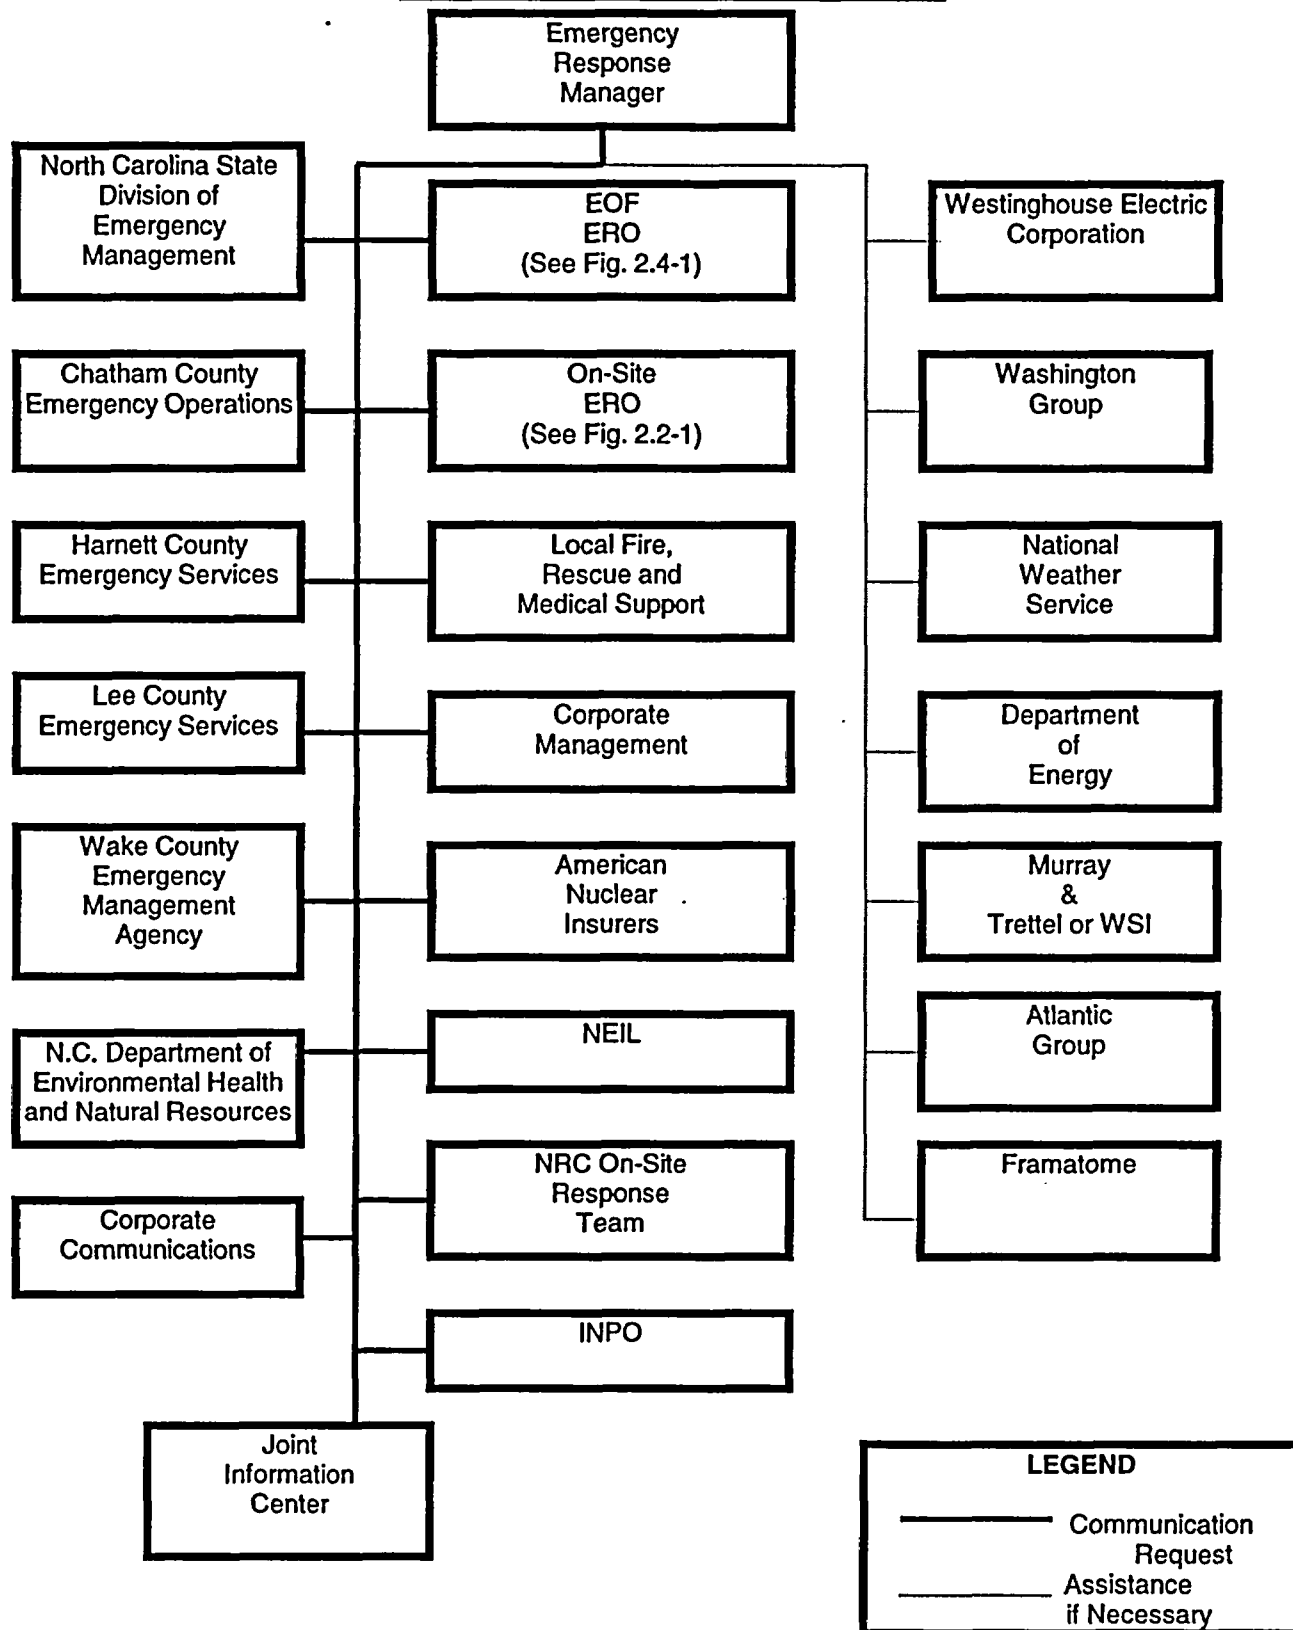 Emergency
Response
Manager
North Carolina State
Division of
Emergency
Management
EOF
ERO
(See Fig. 2.4-1)
Westinghouse Electric
Corporation
Chatham County
Emergency Operations
On-Site
ERO
(See Fig. 2.2-1)
Washington
Group
Harnett County
Emergency Services
Local Fire,
Rescue and
Medical Support
National
Weather
Service
Lee County
Emergency Services
Corporate
Management
Department
of
Energy
Wake County
Emergency
Management
Agency
American
Nuclear
Insurers
Murray
&
Trettel or WSI
N.C. Department of
Environmental Health
and Natural Resources
NEIL
Atlantic
Group
Corporate
Communications
NRC On-Site
Response
Team
Framatome
INPO
Joint
Information
Center
LEGEND
Communication
Request
Assistance
if Necessary